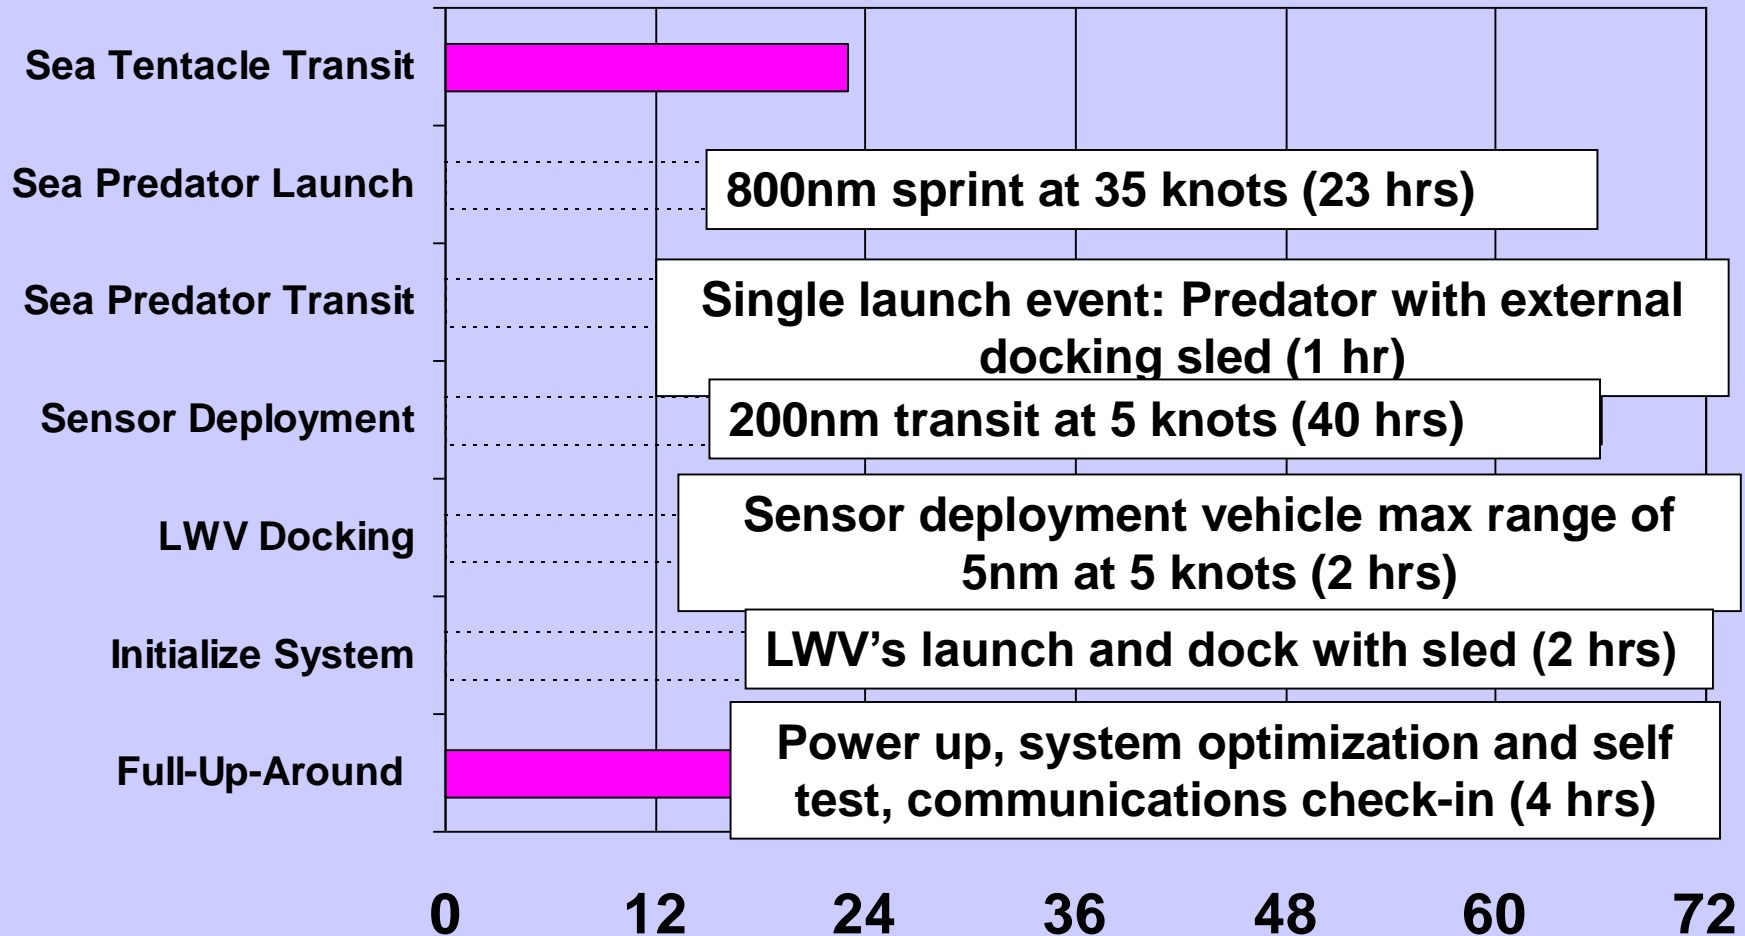 Sea Tentacle Transit
Sea Predator Launch
800nm sprint at 35 knots (23 hrs)
Sea Predator Transit
Single launch event: Predator with external
docking sled (1 hr)
Sensor Deployment
200nm transit at 5 knots (40 hrs)
LWV Docking
Sensor deployment vehicle max range of
5nm at 5 knots (2 hrs)
Initialize System
LWV’s launch and dock with sled (2 hrs)
Full-Up-Around
Power up, system optimization and self
test, communications check-in (4 hrs)
0 12 24 36 48 60 72